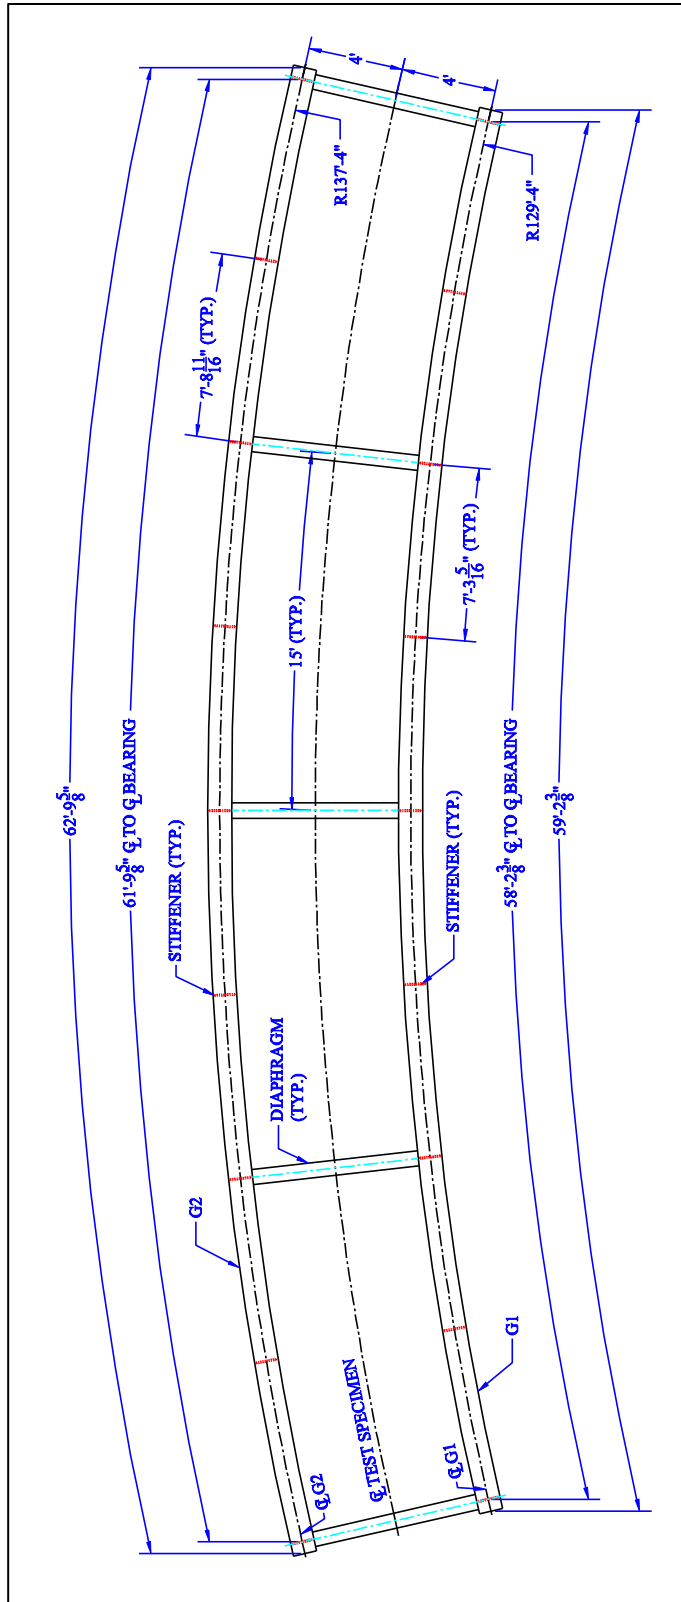 4'
4'
R137'-4"
R129'-4"
7'-8 11/16" (TYP.)
7'-3 5/16" (TYP.)
15' (TYP.)
62'-9 5/8"
61'-9 5/8" ℄ TO ℄ BEARING
58'-2 3/8" ℄ TO ℄ BEARING
59'-2 3/8"
STIFFENER (TYP.)
STIFFENER (TYP.)
DIAPHRAGM
(TYP.)
G2
G1
℄ TEST SPECIMEN
℄ G2
℄ G1